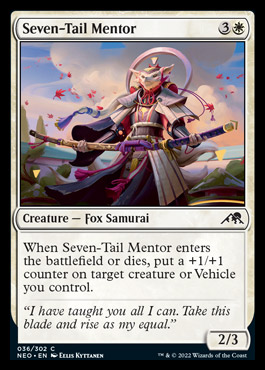 Seven-Tail Mentor 3
Creature — Fox Samurai
When Seven-Tail Mentor enters
the battlefield or dies, put a +1/+1
counter on target creature or Vehicle
you control.
“I have taught you all I can. Take this
blade and rise as my equal.”
2/3
036/302 C
NEO • EN EELIS KYTTANEN
™ & © 2022 Wizards of the Coast